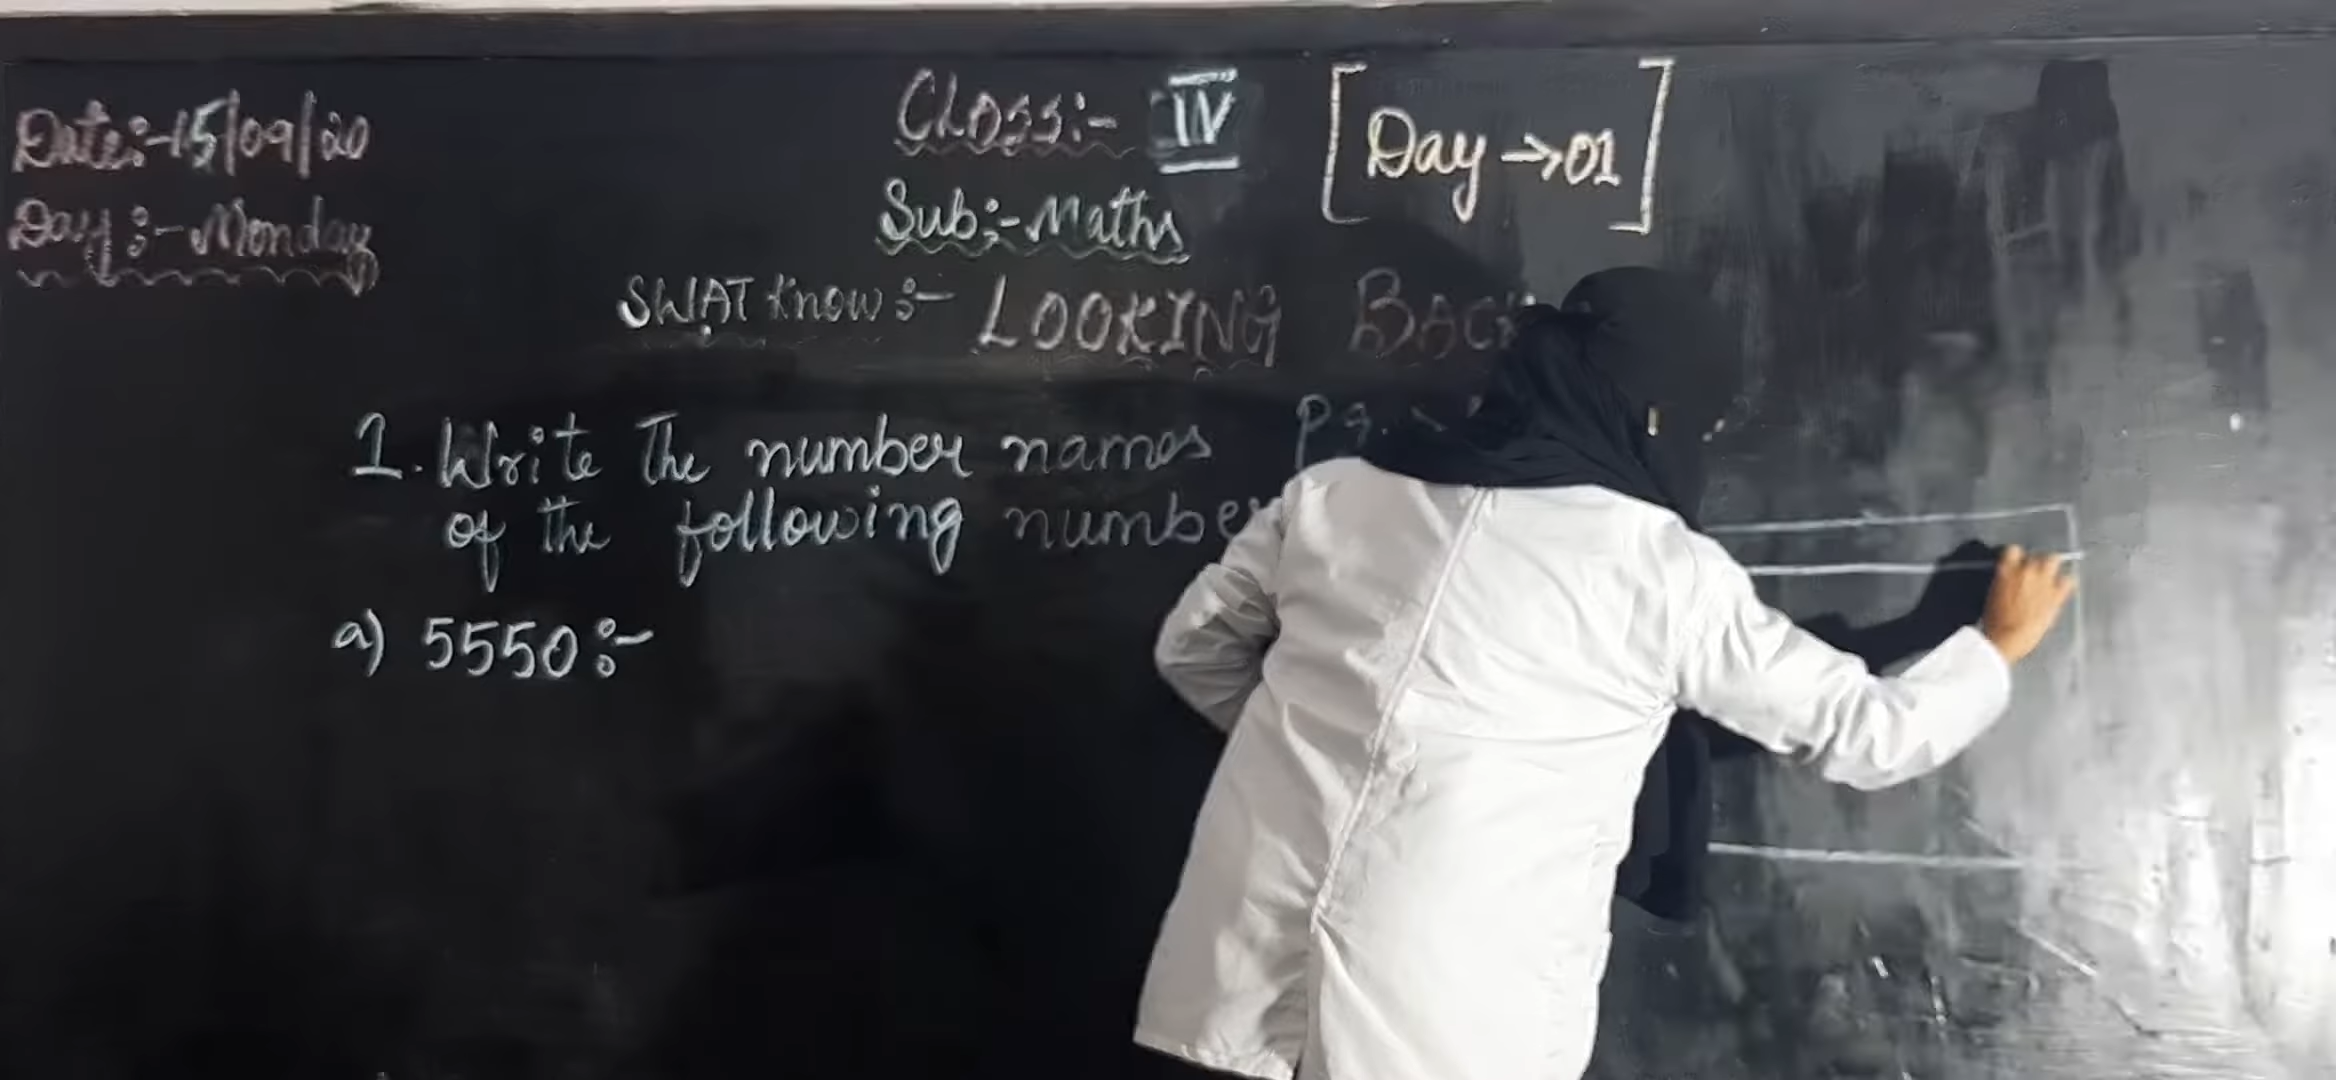 Date:-15/09/20
Day:-Monday
Class:- IV
[Day →01]
Sub:-Maths
SWAT Know:- LOOKING BACK
1. Write The number names Pg.
of the following number
a) 5550:-